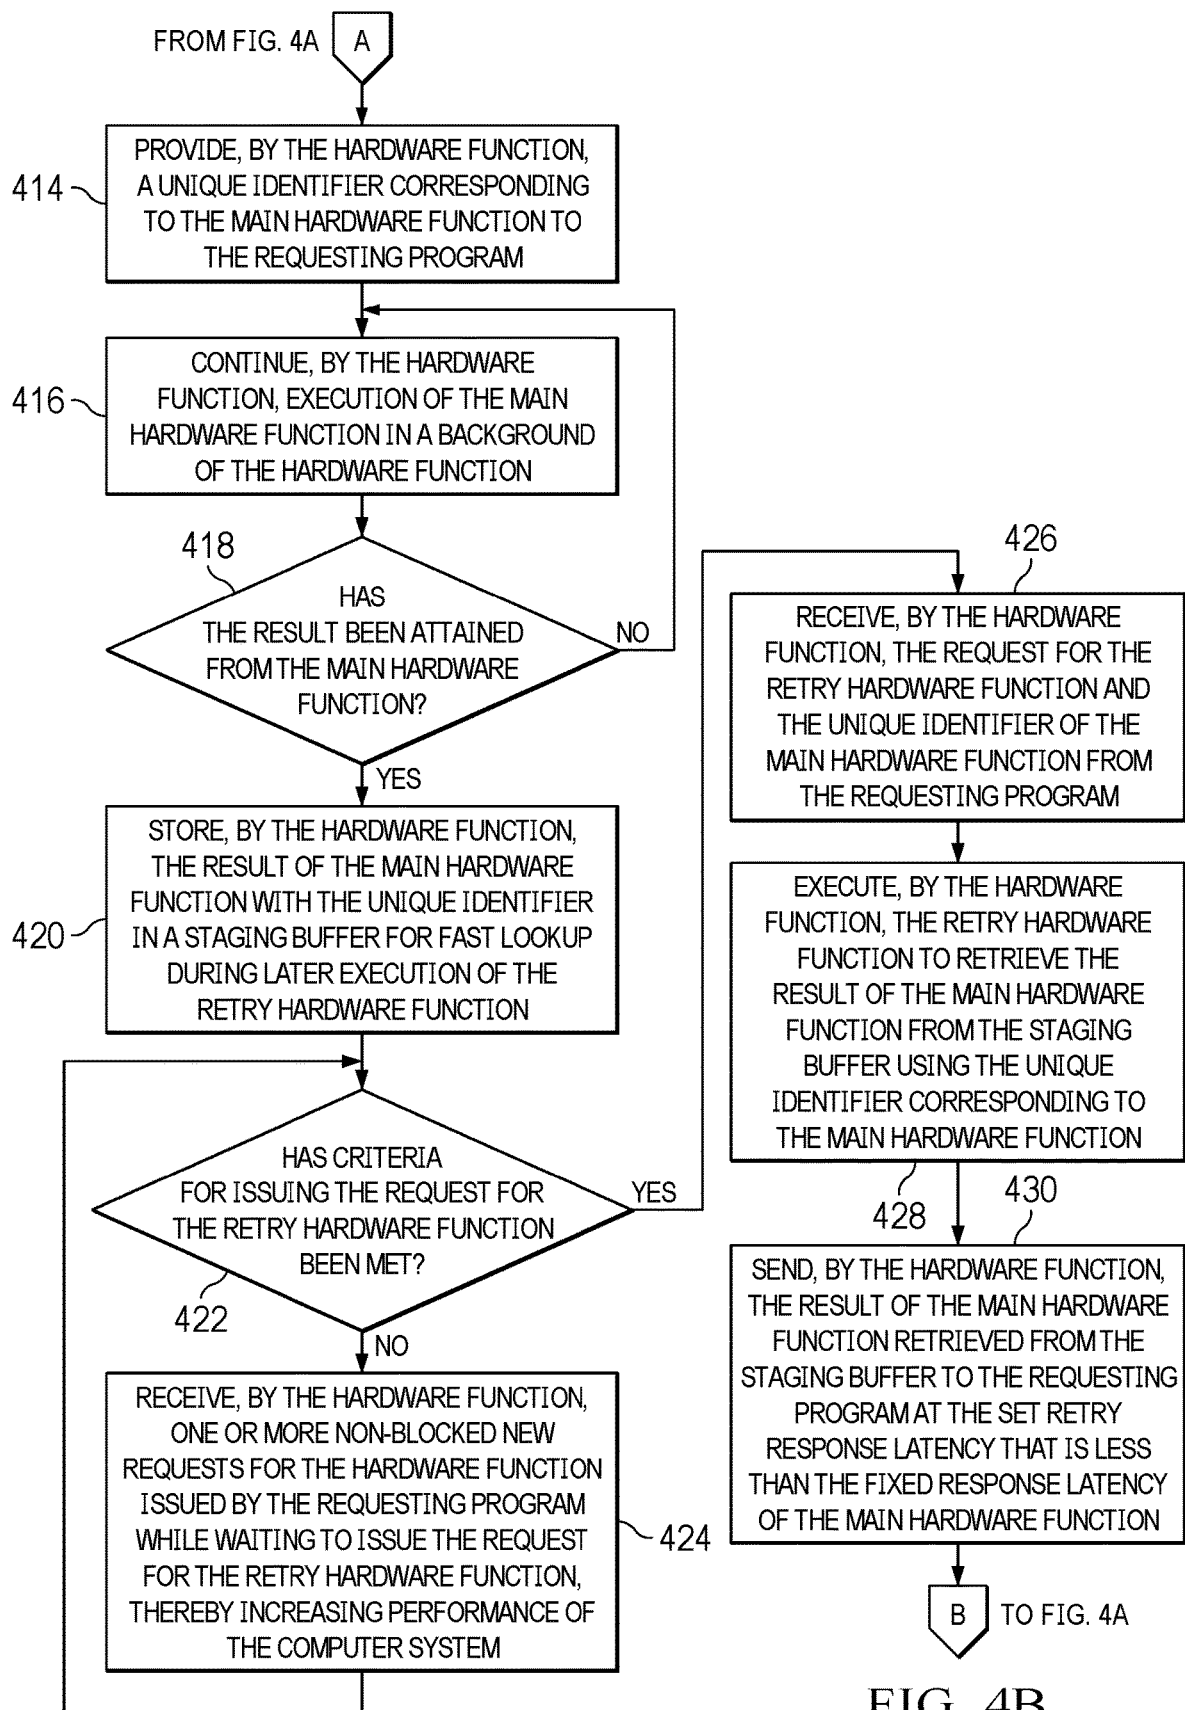 FROM FIG. 4A
A
414
PROVIDE, BY THE HARDWARE FUNCTION,
A UNIQUE IDENTIFIER CORRESPONDING
TO THE MAIN HARDWARE FUNCTION TO
THE REQUESTING PROGRAM
416
CONTINUE, BY THE HARDWARE
FUNCTION, EXECUTION OF THE MAIN
HARDWARE FUNCTION IN A BACKGROUND
OF THE HARDWARE FUNCTION
418
HAS
THE RESULT BEEN ATTAINED
FROM THE MAIN HARDWARE
FUNCTION?
NO
YES
420
STORE, BY THE HARDWARE FUNCTION,
THE RESULT OF THE MAIN HARDWARE
FUNCTION WITH THE UNIQUE IDENTIFIER
IN A STAGING BUFFER FOR FAST LOOKUP
DURING LATER EXECUTION OF THE
RETRY HARDWARE FUNCTION
HAS CRITERIA
FOR ISSUING THE REQUEST FOR
THE RETRY HARDWARE FUNCTION
BEEN MET?
YES
422
NO
RECEIVE, BY THE HARDWARE FUNCTION,
ONE OR MORE NON-BLOCKED NEW
REQUESTS FOR THE HARDWARE FUNCTION
ISSUED BY THE REQUESTING PROGRAM
WHILE WAITING TO ISSUE THE REQUEST
FOR THE RETRY HARDWARE FUNCTION,
THEREBY INCREASING PERFORMANCE OF
THE COMPUTER SYSTEM
424
426
RECEIVE, BY THE HARDWARE
FUNCTION, THE REQUEST FOR THE
RETRY HARDWARE FUNCTION AND
THE UNIQUE IDENTIFIER OF THE
MAIN HARDWARE FUNCTION FROM
THE REQUESTING PROGRAM
EXECUTE, BY THE HARDWARE
FUNCTION, THE RETRY HARDWARE
FUNCTION TO RETRIEVE THE
RESULT OF THE MAIN HARDWARE
FUNCTION FROM THE STAGING
BUFFER USING THE UNIQUE
IDENTIFIER CORRESPONDING TO
THE MAIN HARDWARE FUNCTION
428
430
SEND, BY THE HARDWARE FUNCTION,
THE RESULT OF THE MAIN HARDWARE
FUNCTION RETRIEVED FROM THE
STAGING BUFFER TO THE REQUESTING
PROGRAM AT THE SET RETRY
RESPONSE LATENCY THAT IS LESS
THAN THE FIXED RESPONSE LATENCY
OF THE MAIN HARDWARE FUNCTION
B
TO FIG. 4A
FIG. 4B